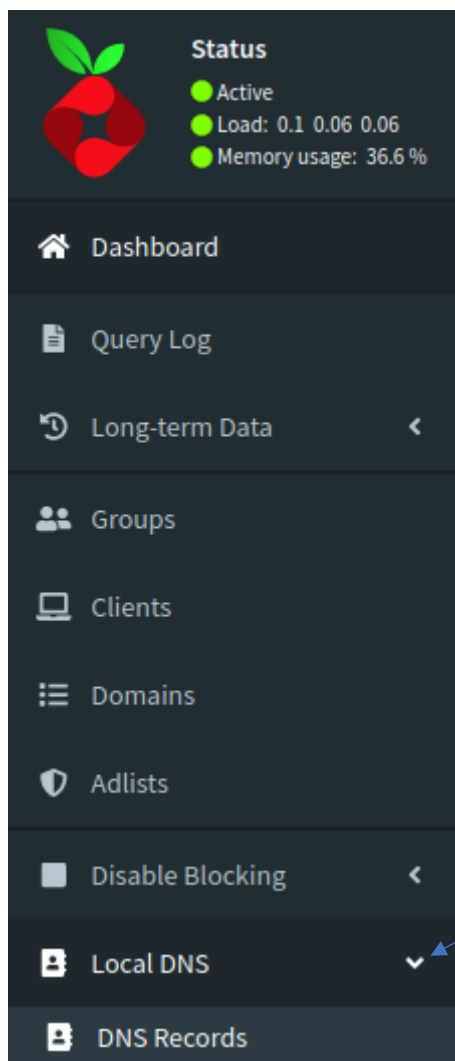 Status
Active
Load: 0.1 0.06 0.06
Memory usage: 36.6 %
Dashboard
Query Log
Long-term Data
Groups
Clients
Domains
Adlists
Disable Blocking
Local DNS
DNS Records